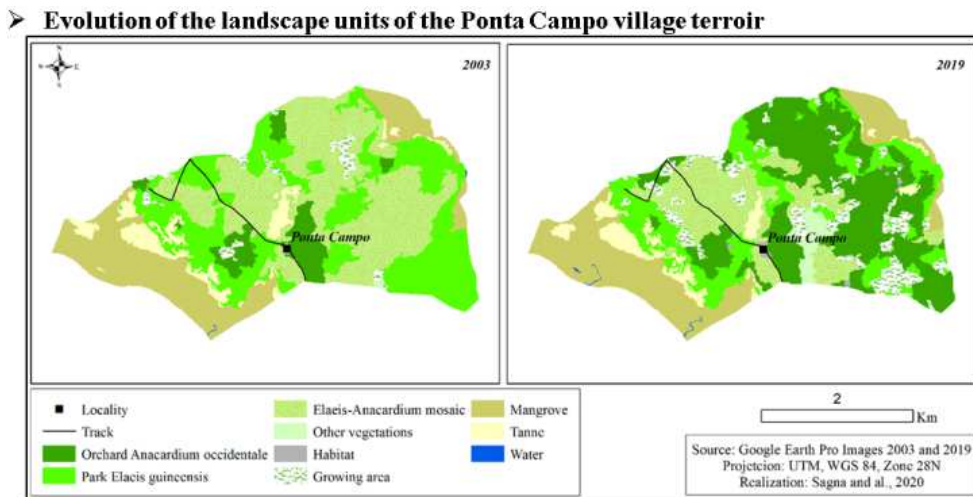 ➤ Evolution of the landscape units of the Ponta Campo village terroir
2003
N
W E
S
Ponta Campo
2019
Ponta Campo
Locality
Track
Orchard Anacardium occidentale
Park Elaeis guineensis
Elaeis-Anacardium mosaic
Other vegetations
Habitat
Growing area
Mangrove
Tanne
Water
2
Km
Source: Google Earth Pro Images 2003 and 2019
Projetcion: UTM, WGS 84, Zone 28N
Realization: Sagna and al., 2020